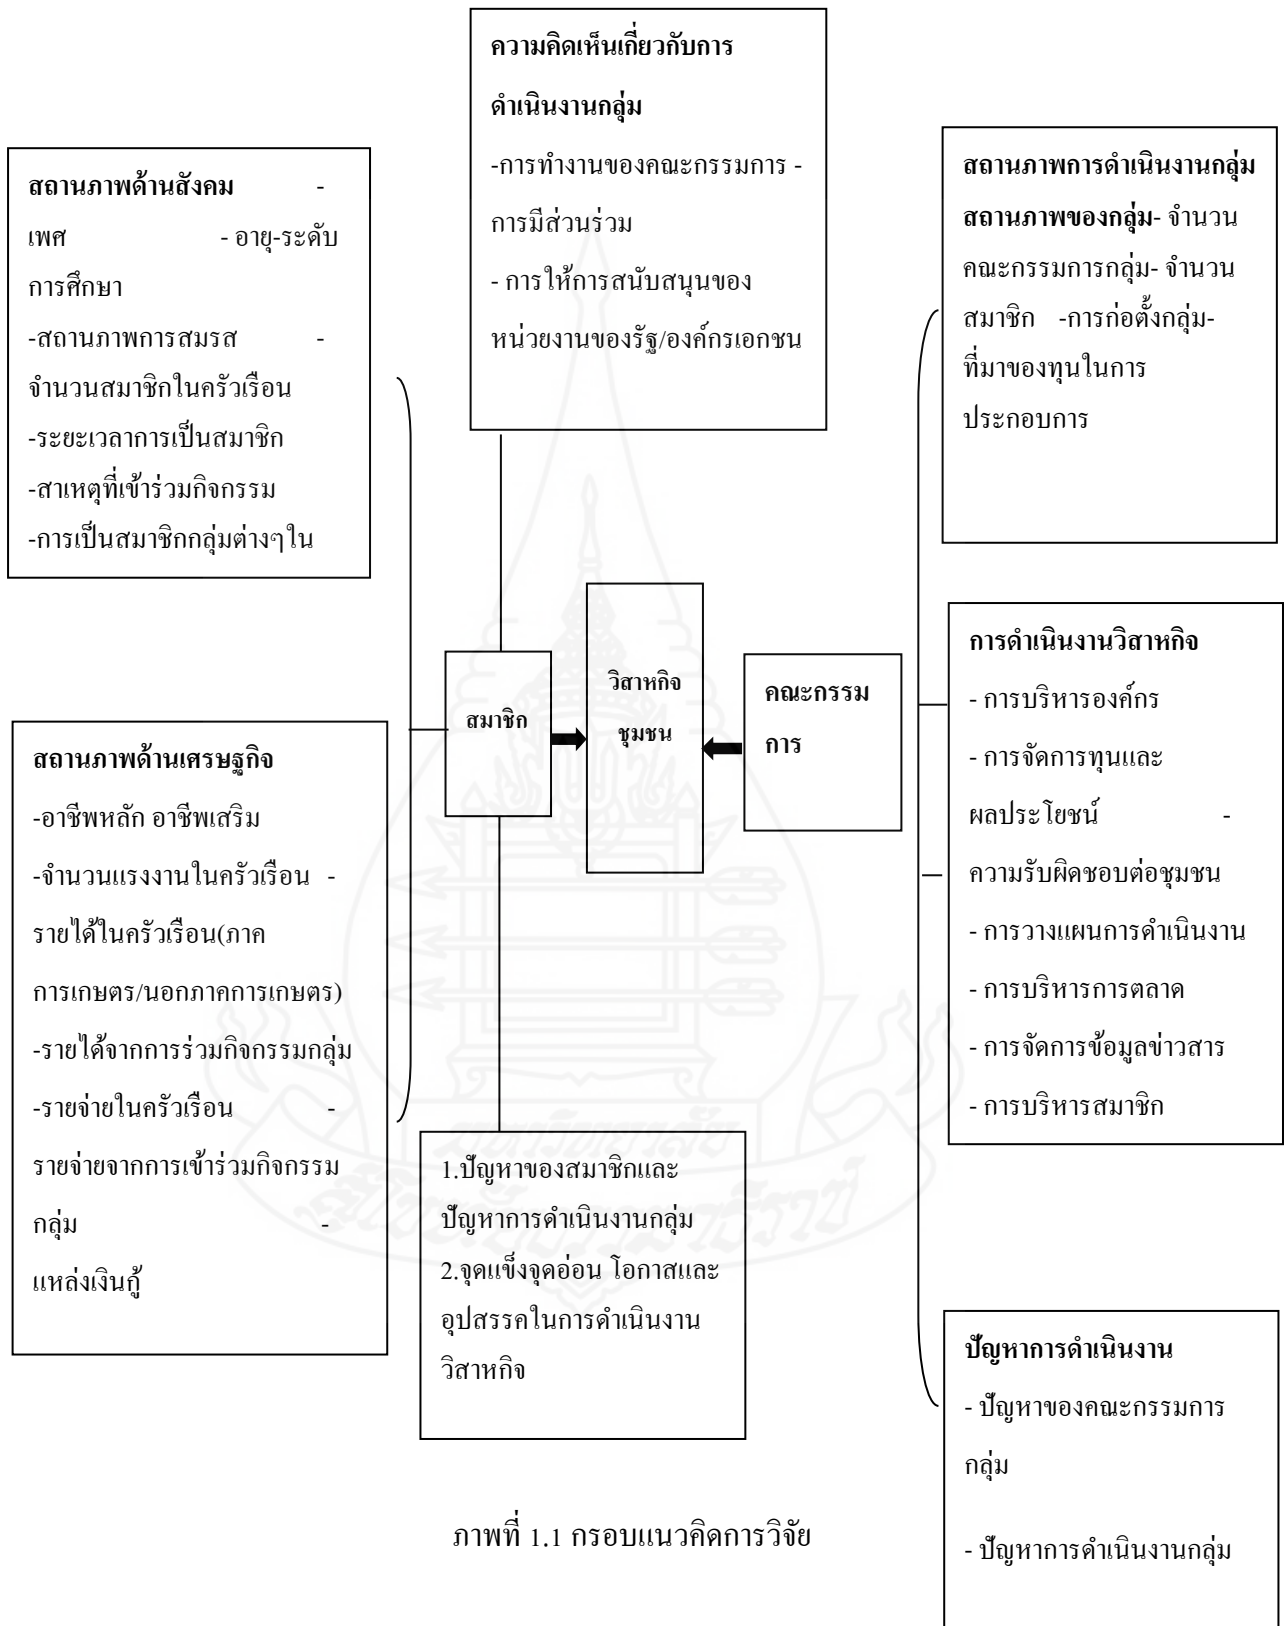 ความคิดเห็นเกี่ยวกับการ
ดำเนินงานกลุ่ม
-การทำงานของคณะกรรมการ -
การมีส่วนร่วม
- การให้การสนับสนุนของ
หน่วยงานของรัฐ/องค์กรเอกชน
สถานภาพด้านสังคม -
เพศ - อายุ-ระดับ
การศึกษา
-สถานภาพการสมรส -
จำนวนสมาชิกในครัวเรือน
-ระยะเวลาการเป็นสมาชิก
-สาเหตุที่เข้าร่วมกิจกรรม
-การเป็นสมาชิกกลุ่มต่างๆใน
สถานภาพด้านเศรษฐกิจ
-อาชีพหลัก อาชีพเสริม
-จำนวนแรงงานในครัวเรือน -
รายได้ในครัวเรือน(ภาค
การเกษตร/นอกภาคการเกษตร)
-รายได้จากการร่วมกิจกรรมกลุ่ม
-รายจ่ายในครัวเรือน -
รายจ่ายจากการเข้าร่วมกิจกรรม
กลุ่ม -
แหล่งเงินกู้
สมาชิก
วิสาหกิจ
ชุมชน
คณะกรรม
การ
1.ปัญหาของสมาชิกและ
ปัญหาการดำเนินงานกลุ่ม
2.จุดแข็งจุดอ่อน โอกาสและ
อุปสรรคในการดำเนินงาน
วิสาหกิจ
สถานภาพการดำเนินงานกลุ่ม
สถานภาพของกลุ่ม- จำนวน
คณะกรรมการกลุ่ม- จำนวน
สมาชิก -การก่อตั้งกลุ่ม-
ที่มาของทุนในการ
ประกอบการ
การดำเนินงานวิสาหกิจ
- การบริหารองค์กร
- การจัดการทุนและ
ผลประโยชน์ -
ความรับผิดชอบต่อชุมชน
- การวางแผนการดำเนินงาน
- การบริหารการตลาด
- การจัดการข้อมูลข่าวสาร
- การบริหารสมาชิก
ปัญหาการดำเนินงาน
- ปัญหาของคณะกรรมการ
กลุ่ม
- ปัญหาการดำเนินงานกลุ่ม
ภาพที่ 1.1 กรอบแนวคิดการวิจัย
มหาวิทยาลัย
สุโขทัยธรรมาธิราช